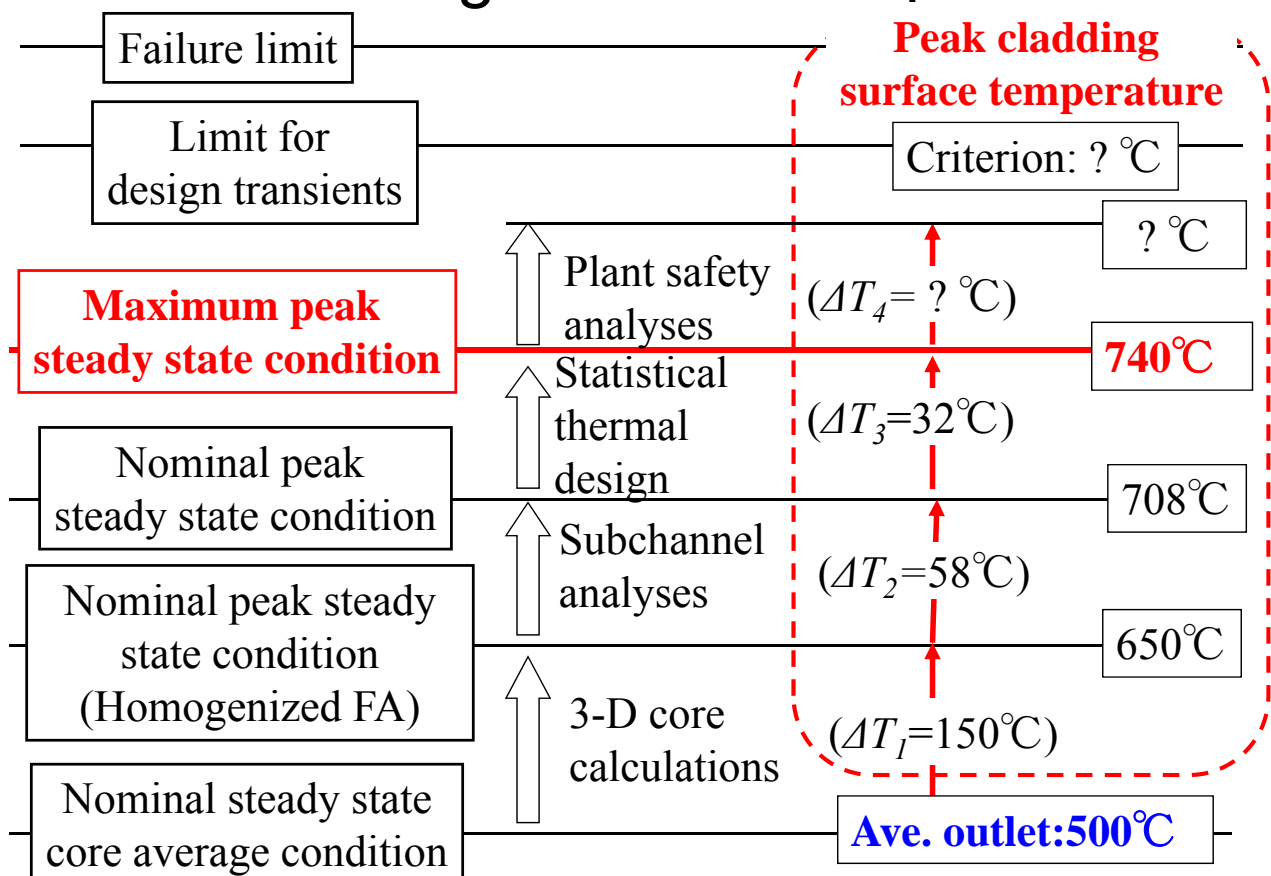 Failure limit
Peak cladding
surface temperature
Limit for
design transients
Criterion: ? ℃
? ℃
Plant safety
analyses
(ΔT4= ? ℃)
Maximum peak
steady state condition
740℃
Statistical
thermal
design
(ΔT3=32℃)
Nominal peak
steady state condition
708℃
Subchannel
analyses
(ΔT2=58℃)
Nominal peak steady
state condition
(Homogenized FA)
650℃
3-D core
calculations
(ΔT1=150℃)
Nominal steady state
core average condition
Ave. outlet:500℃